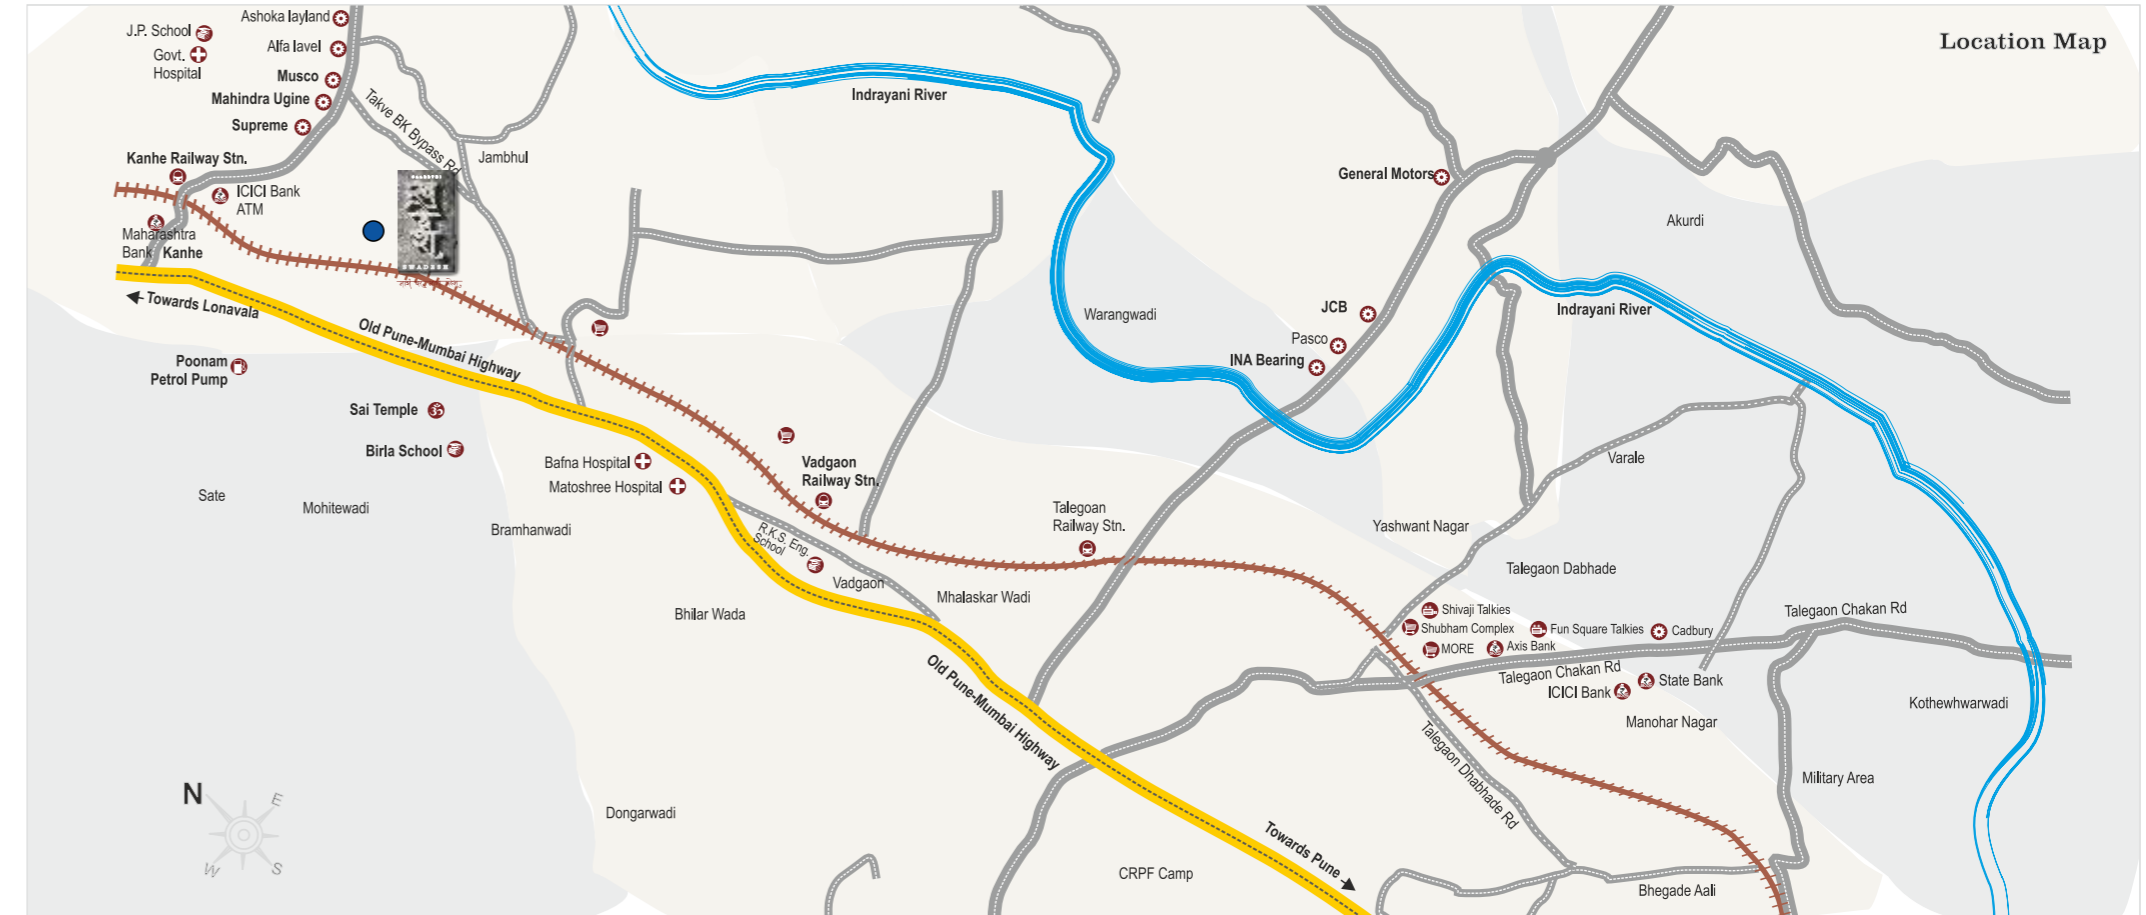 Location Map
Ashoka layland
J.P. School
Alfa lavel
Govt.
Hospital
Musco
Mahindra Ugine
Supreme
Takve BK Bypass Rd
Jambhul
Kanhe Railway Stn.
ICICI Bank
ATM
Maharashtra
Bank
Kanhe
SWADESH
Towards Lonavala
Old Pune-Mumbai Highway
Poonam
Petrol Pump
Sai Temple
Birla School
Sate
Mohitewadi
Bramhanwadi
Bafna Hospital
Matoshree Hospital
Vadgaon
Railway Stn.
R.K.S. Eng.
School
Vadgaon
Bhilar Wada
Mhalaskar Wadi
Dongarwadi
Indrayani River
General Motors
Akurdi
Warangwadi
JCB
Pasco
INA Bearing
Indrayani River
Varale
Talegoan
Railway Stn.
Yashwant Nagar
Talegaon Dabhade
Shivaji Talkies
Shubham Complex
Fun Square Talkies
Cadbury
MORE
Axis Bank
Talegaon Chakan Rd
Talegaon Chakan Rd
State Bank
ICICI Bank
Manohar Nagar
Kothewhwarwadi
Military Area
Talegaon Dhabhade Rd
Old Pune-Mumbai Highway
Towards Pune
CRPF Camp
Bhegade Aali
N
E
W
S